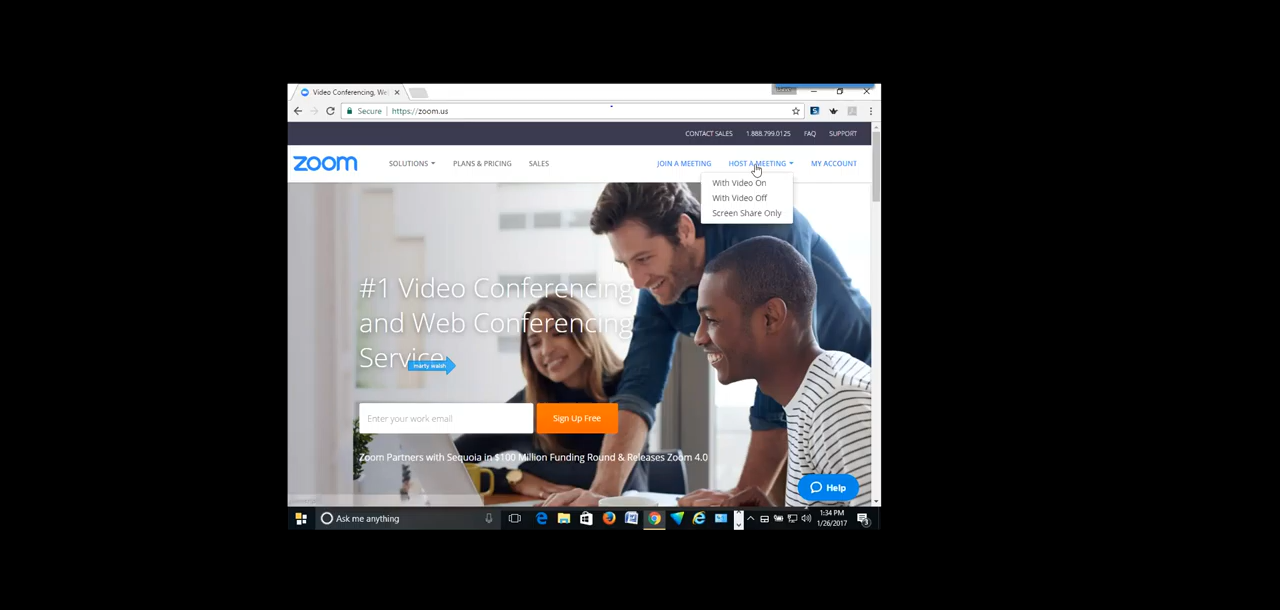 Video Conferencing, We
Secure
https://zoom.us
CONTACT SALES 1.888.799.0125 FAQ SUPPORT
zoom
SOLUTIONS PLANS & PRICING SALES
JOIN A MEETING HOST A MEETING MY ACCOUNT
With Video On
With Video Off
Screen Share Only
#1 Video Conferencing
and Web Conferencing
Service
marty walsh
Enter your work email
Sign Up Free
Zoom Partners with Sequoia in $100 Million Funding Round & Releases Zoom 4.0
Help
Ask me anything
1:34 PM
1/26/2017